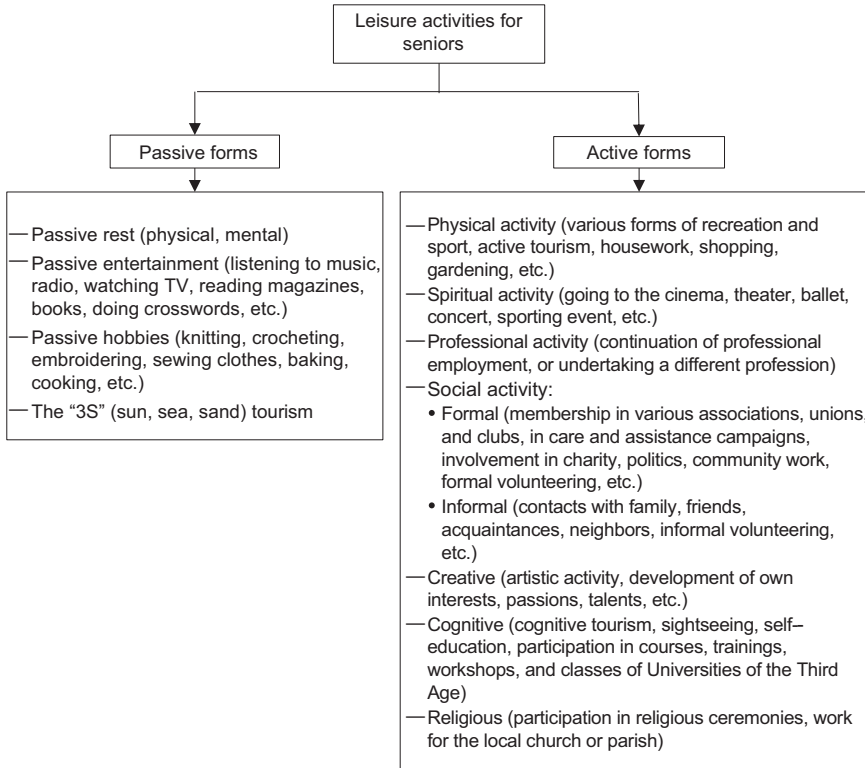 Leisure activities for
seniors
Passive forms
Active forms
— Passive rest (physical, mental)
— Passive entertainment (listening to music,
radio, watching TV, reading magazines,
books, doing crosswords, etc.)
— Passive hobbies (knitting, crocheting,
embroidering, sewing clothes, baking,
cooking, etc.)
— The “3S” (sun, sea, sand) tourism
— Physical activity (various forms of recreation and
sport, active tourism, housework, shopping,
gardening, etc.)
— Spiritual activity (going to the cinema, theater, ballet,
concert, sporting event, etc.)
— Professional activity (continuation of professional
employment, or undertaking a different profession)
— Social activity:
• Formal (membership in various associations, unions,
and clubs, in care and assistance campaigns,
involvement in charity, politics, community work,
formal volunteering, etc.)
• Informal (contacts with family, friends,
acquaintances, neighbors, informal volunteering,
etc.)
— Creative (artistic activity, development of own
interests, passions, talents, etc.)
— Cognitive (cognitive tourism, sightseeing, self–
education, participation in courses, trainings,
workshops, and classes of Universities of the Third
Age)
— Religious (participation in religious ceremonies, work
for the local church or parish)